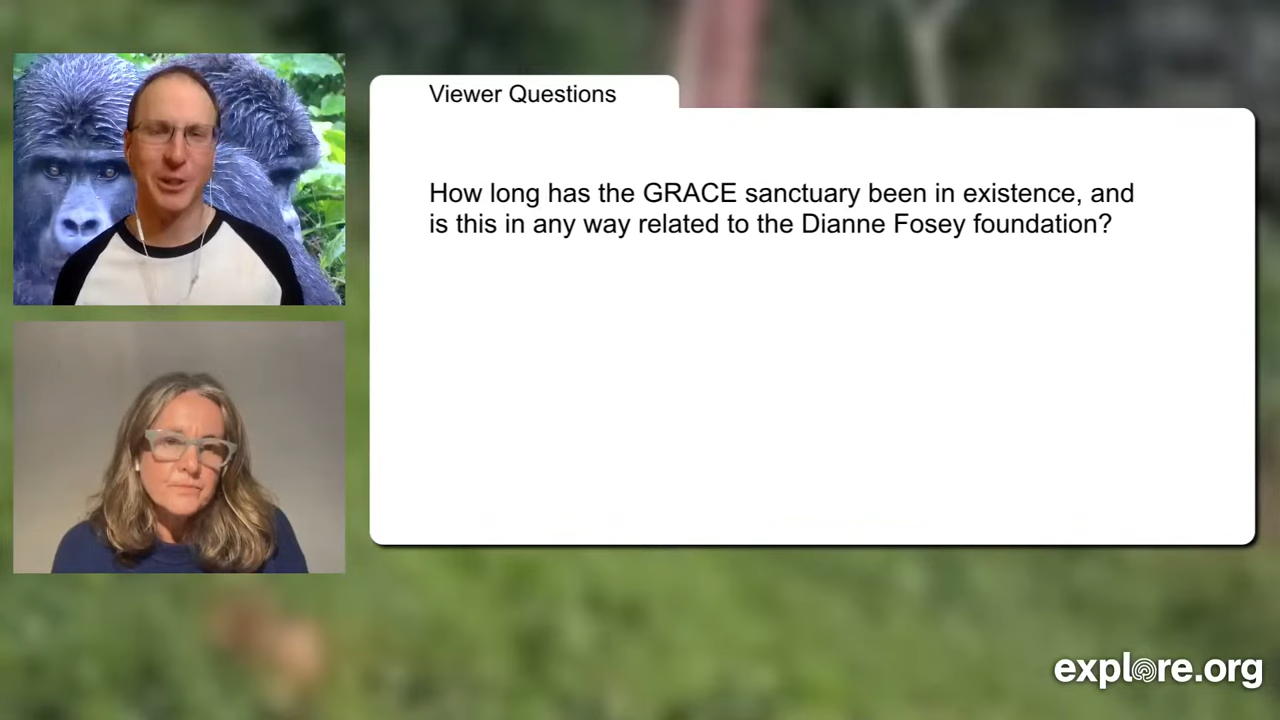 Viewer Questions
How long has the GRACE sanctuary been in existence, and
is this in any way related to the Dianne Fosey foundation?
explore.org